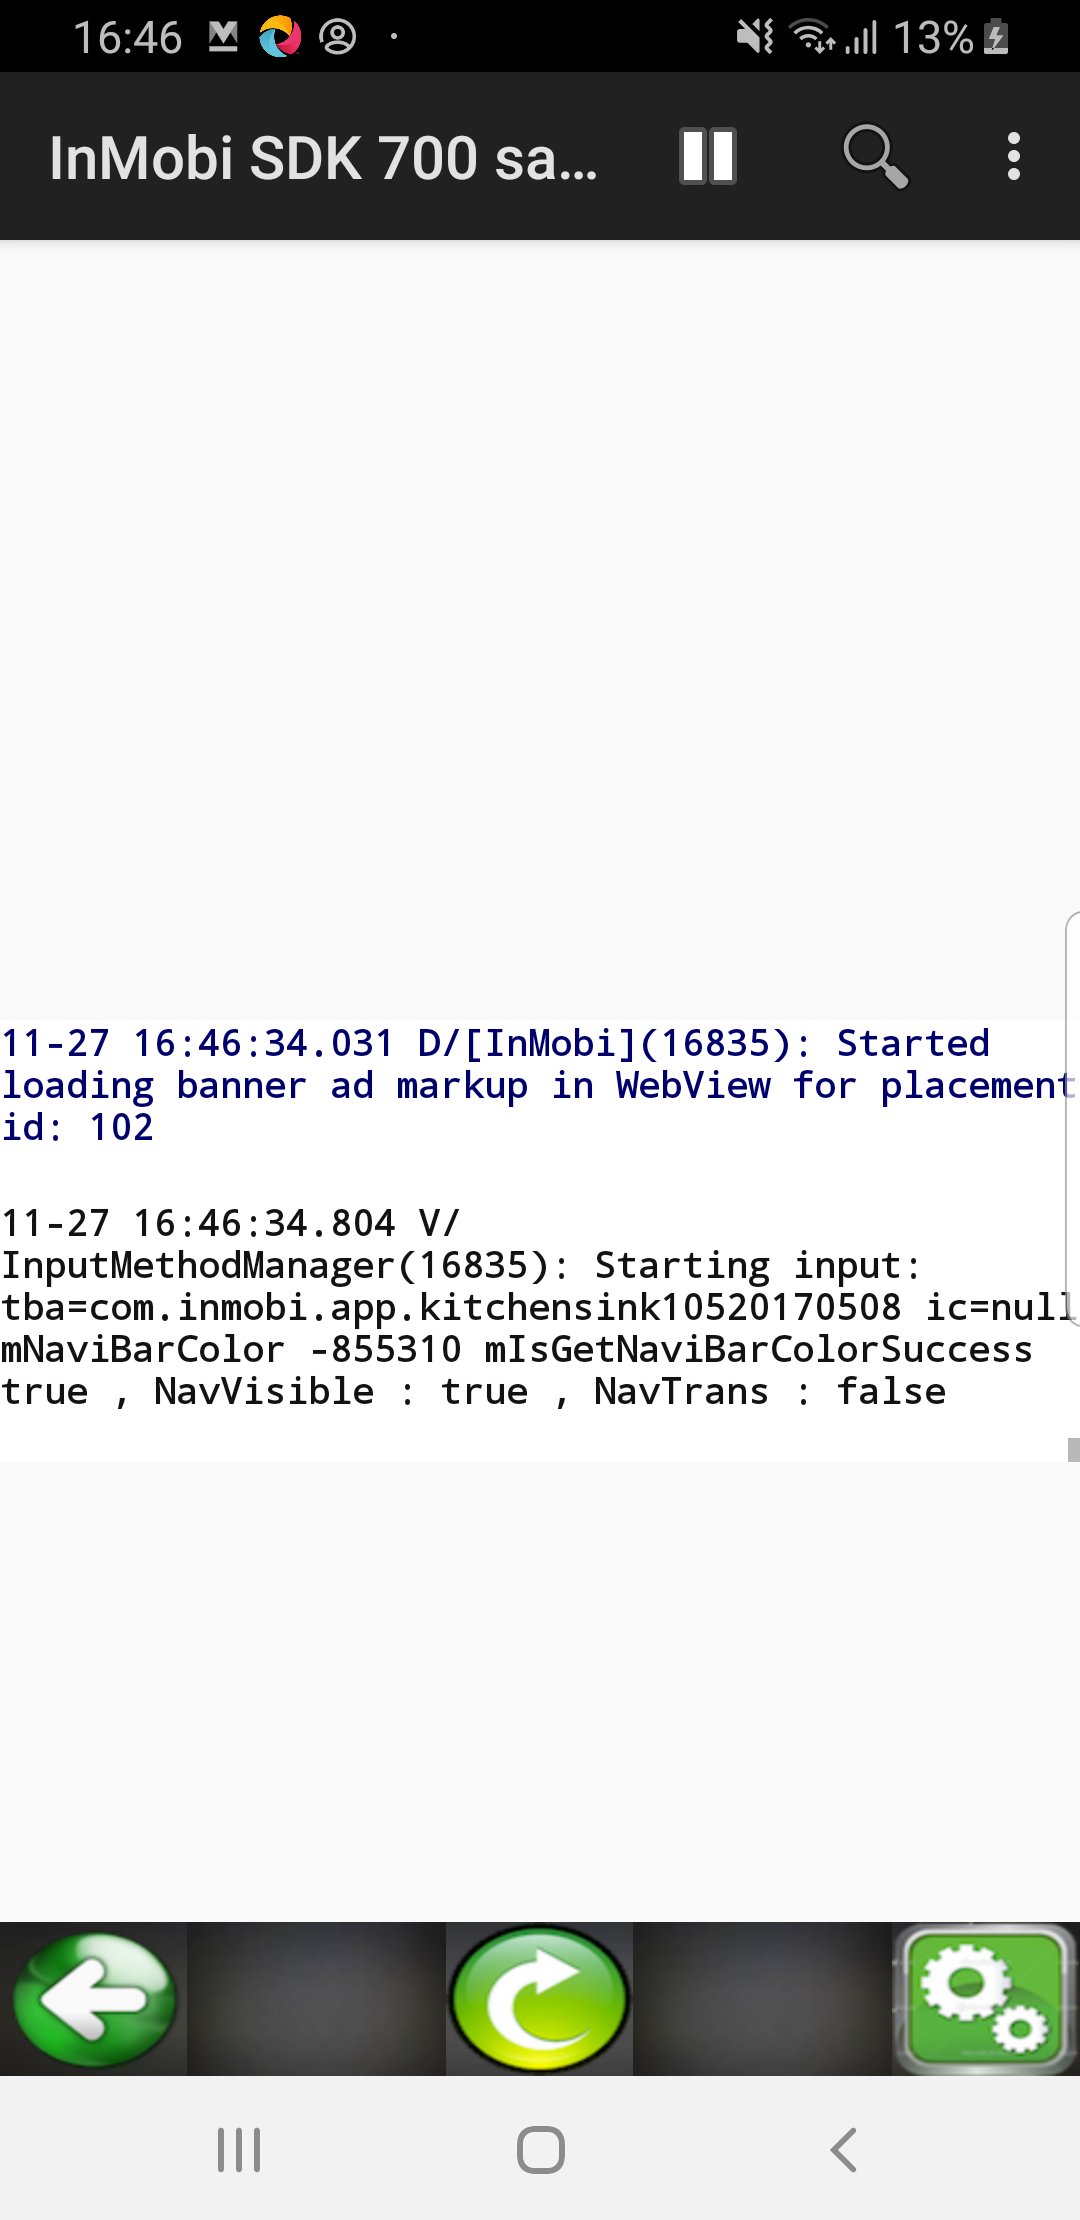 16:46
13%
InMobi SDK 700 sa...
11-27 16:46:34.031 D/[InMobi](16835): Started
loading banner ad markup in WebView for placement
id: 102
11-27 16:46:34.804 V/
InputMethodManager(16835): Starting input:
tba=com.inmobi.app.kitchensink10520170508 ic=null
mNaviBarColor -855310 mIsGetNaviBarColorSuccess
true , NavVisible : true , NavTrans : false